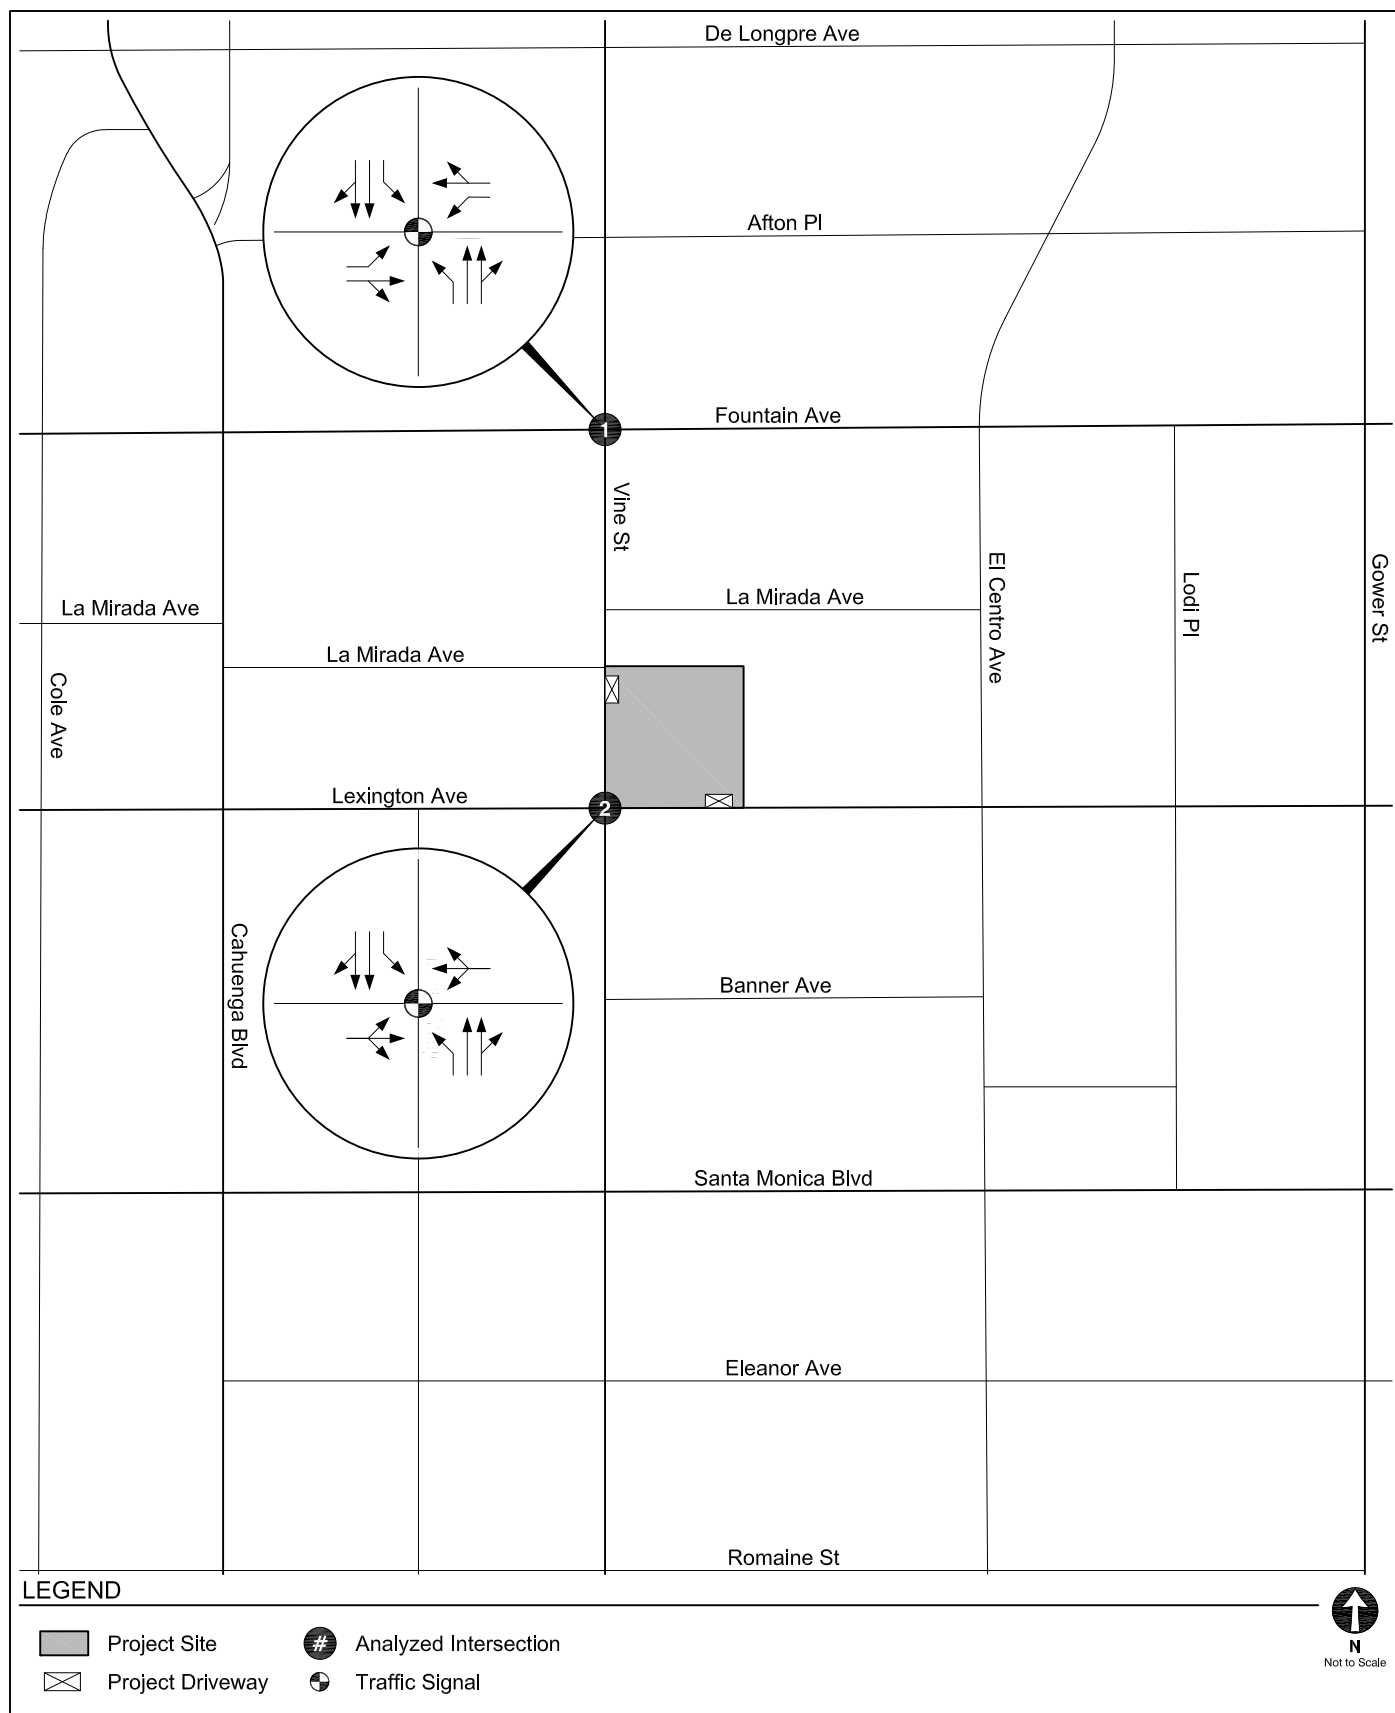 De Longpre Ave
Afton Pl
Fountain Ave
1
Vine St
El Centro Ave
Lodi Pl
Gower St
La Mirada Ave
La Mirada Ave
La Mirada Ave
Cole Ave
Lexington Ave
2
Cahuenga Blvd
Banner Ave
Santa Monica Blvd
Eleanor Ave
Romaine St
LEGEND
Project Site
# Analyzed Intersection
Project Driveway
Traffic Signal
N
Not to Scale